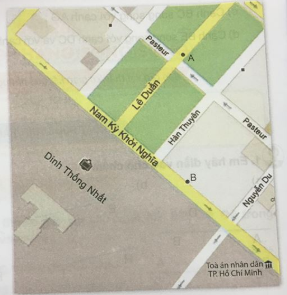 Pasteur
A
Lê Duẩn
Nam Kỳ Khởi Nghĩa
Hàn Thuyên
Pasteur
Dinh Thống Nhất
B
Nguyễn Du
Toà án nhân dân
TP. Hồ Chí Minh